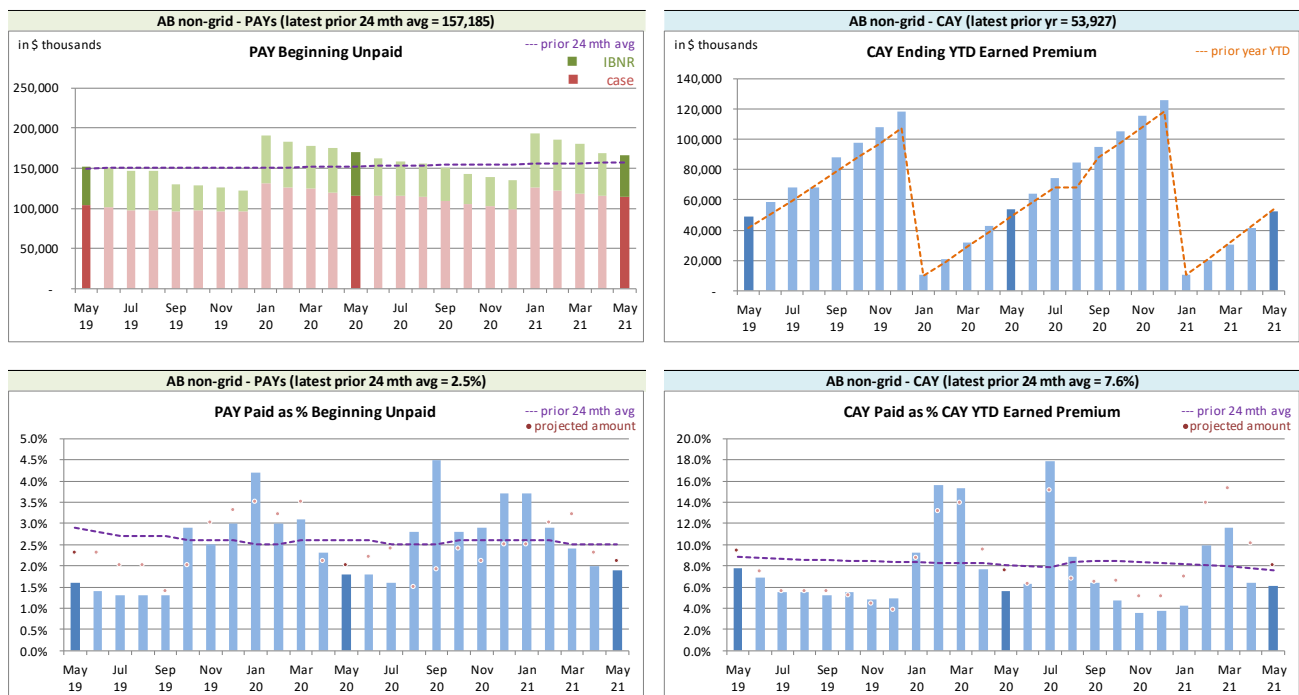 AB non-grid - PAYs (latest prior 24 mth avg = 157,185)
in $ thousands
PAY Beginning Unpaid
--- prior 24 mth avg
IBNR
case
250,000
200,000
150,000
100,000
50,000
-
May Jul Sep Nov Jan Mar May Jul Sep Nov Jan Mar May
19 19 19 19 20 20 20 20 20 20 21 21 21
AB non-grid - CAY (latest prior yr = 53,927)
in $ thousands
CAY Ending YTD Earned Premium
--- prior year YTD
140,000
120,000
100,000
80,000
60,000
40,000
20,000
-
May Jul Sep Nov Jan Mar May Jul Sep Nov Jan Mar May
19 19 19 19 20 20 20 20 20 20 21 21 21
AB non-grid - PAYs (latest prior 24 mth avg = 2.5%)
PAY Paid as % Beginning Unpaid
--- prior 24 mth avg
• projected amount
5.0%
4.5%
4.0%
3.5%
3.0%
2.5%
2.0%
1.5%
1.0%
0.5%
0.0%
May Jul Sep Nov Jan Mar May Jul Sep Nov Jan Mar May
19 19 19 19 20 20 20 20 20 20 21 21 21
AB non-grid - CAY (latest prior 24 mth avg = 7.6%)
CAY Paid as % CAY YTD Earned Premium
--- prior 24 mth avg
• projected amount
20.0%
18.0%
16.0%
14.0%
12.0%
10.0%
8.0%
6.0%
4.0%
2.0%
0.0%
May Jul Sep Nov Jan Mar May Jul Sep Nov Jan Mar May
19 19 19 19 20 20 20 20 20 20 21 21 21